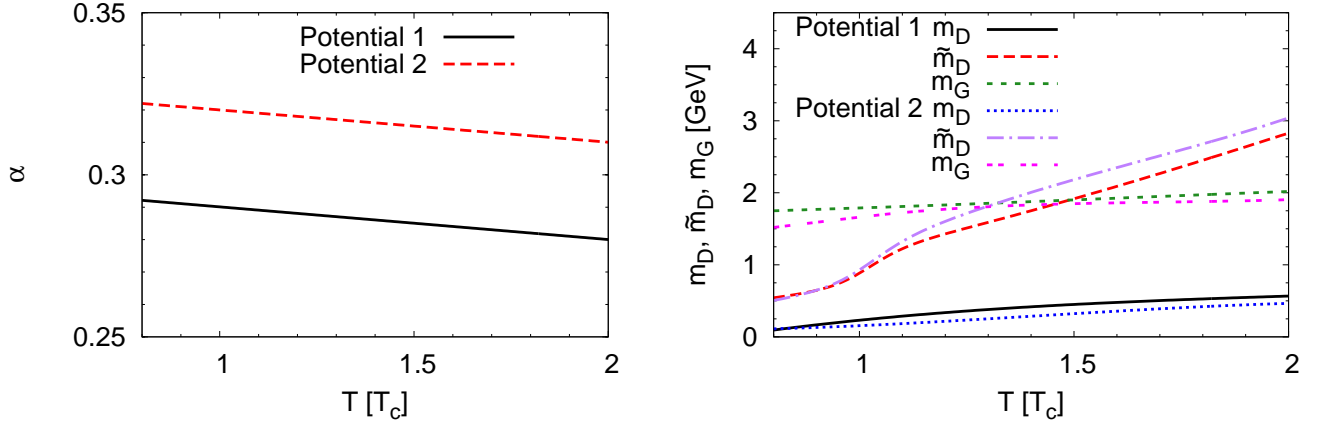 0.35
Potential 1
Potential 2
0.3
α
0.25
1
1.5
2
T [T_c]
Potential 1 m_D
m̃_D
m_G
Potential 2 m_D
m̃_D
m_G
4
3
2
1
0
m_D, m̃_D, m_G [GeV]
1
1.5
2
T [T_c]